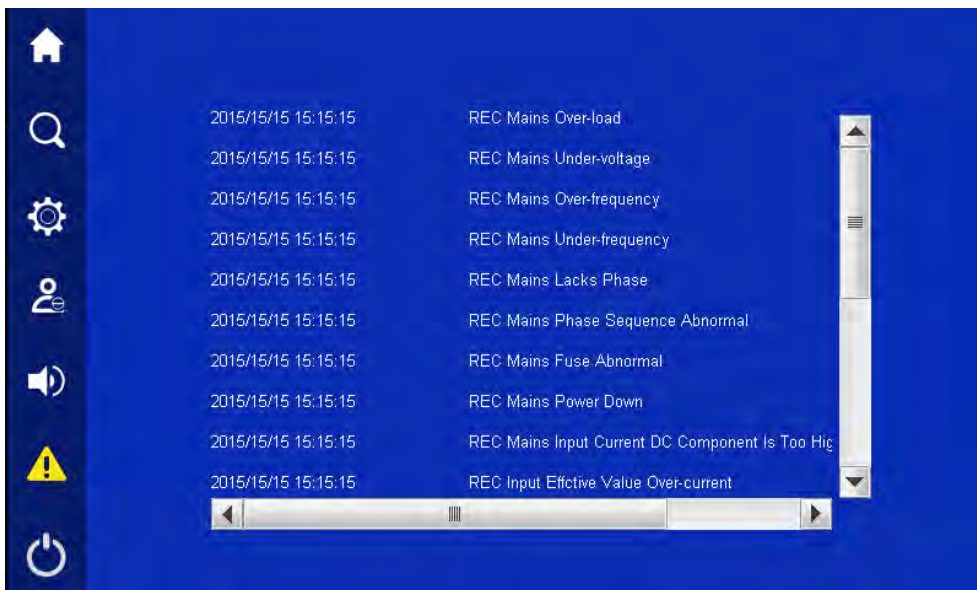 2015/15/15 15:15:15 REC Mains Over-load
2015/15/15 15:15:15 REC Mains Under-voltage
2015/15/15 15:15:15 REC Mains Over-frequency
2015/15/15 15:15:15 REC Mains Under-frequency
2015/15/15 15:15:15 REC Mains Lacks Phase
2015/15/15 15:15:15 REC Mains Phase Sequence Abnormal
2015/15/15 15:15:15 REC Mains Fuse Abnormal
2015/15/15 15:15:15 REC Mains Power Down
2015/15/15 15:15:15 REC Mains Input Current DC Component Is Too Hig
2015/15/15 15:15:15 REC Input Effctive Value Over-current